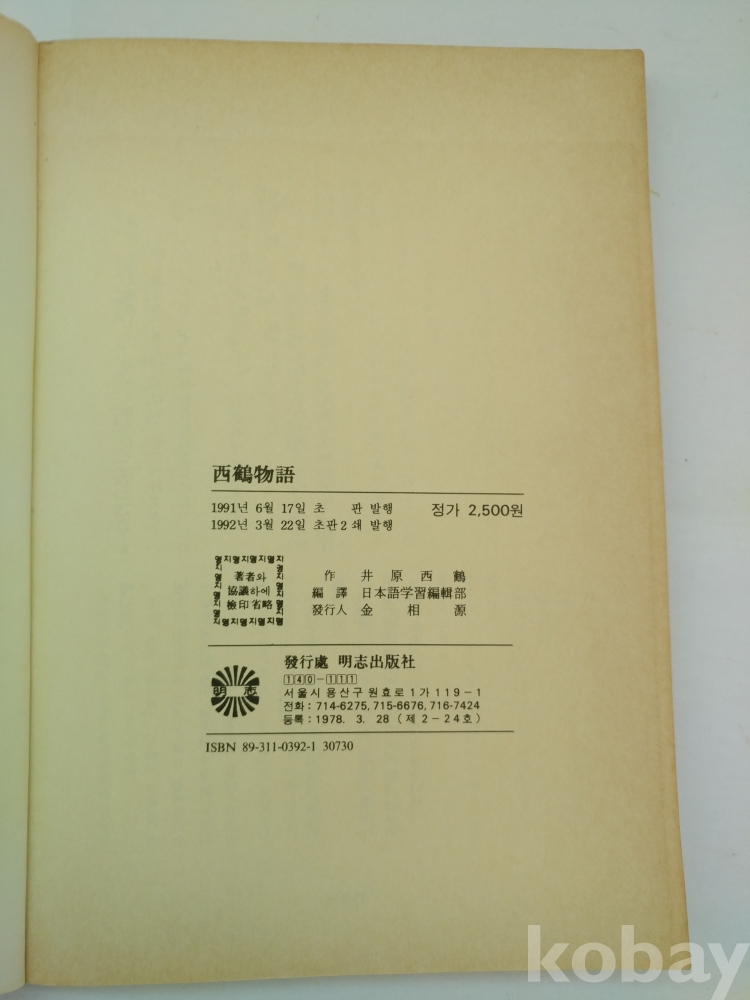 西鶴物語
1991년 6월 17일 초 판 발행 정가 2,500원
1992년 3월 22일 초판 2 쇄 발행
著者와
協議하에
檢印省略
作 井原西鶴
編譯 日本語学習編輯部
發行人 金相源
發行處 明志出版社
明志
140-111
서울시 용산구 원효로 1가 119-1
전화: 714-6275, 715-6676, 716-7424
등록: 1978. 3. 28 (제 2-24호)
ISBN 89-311-0392-1 30730
kobay